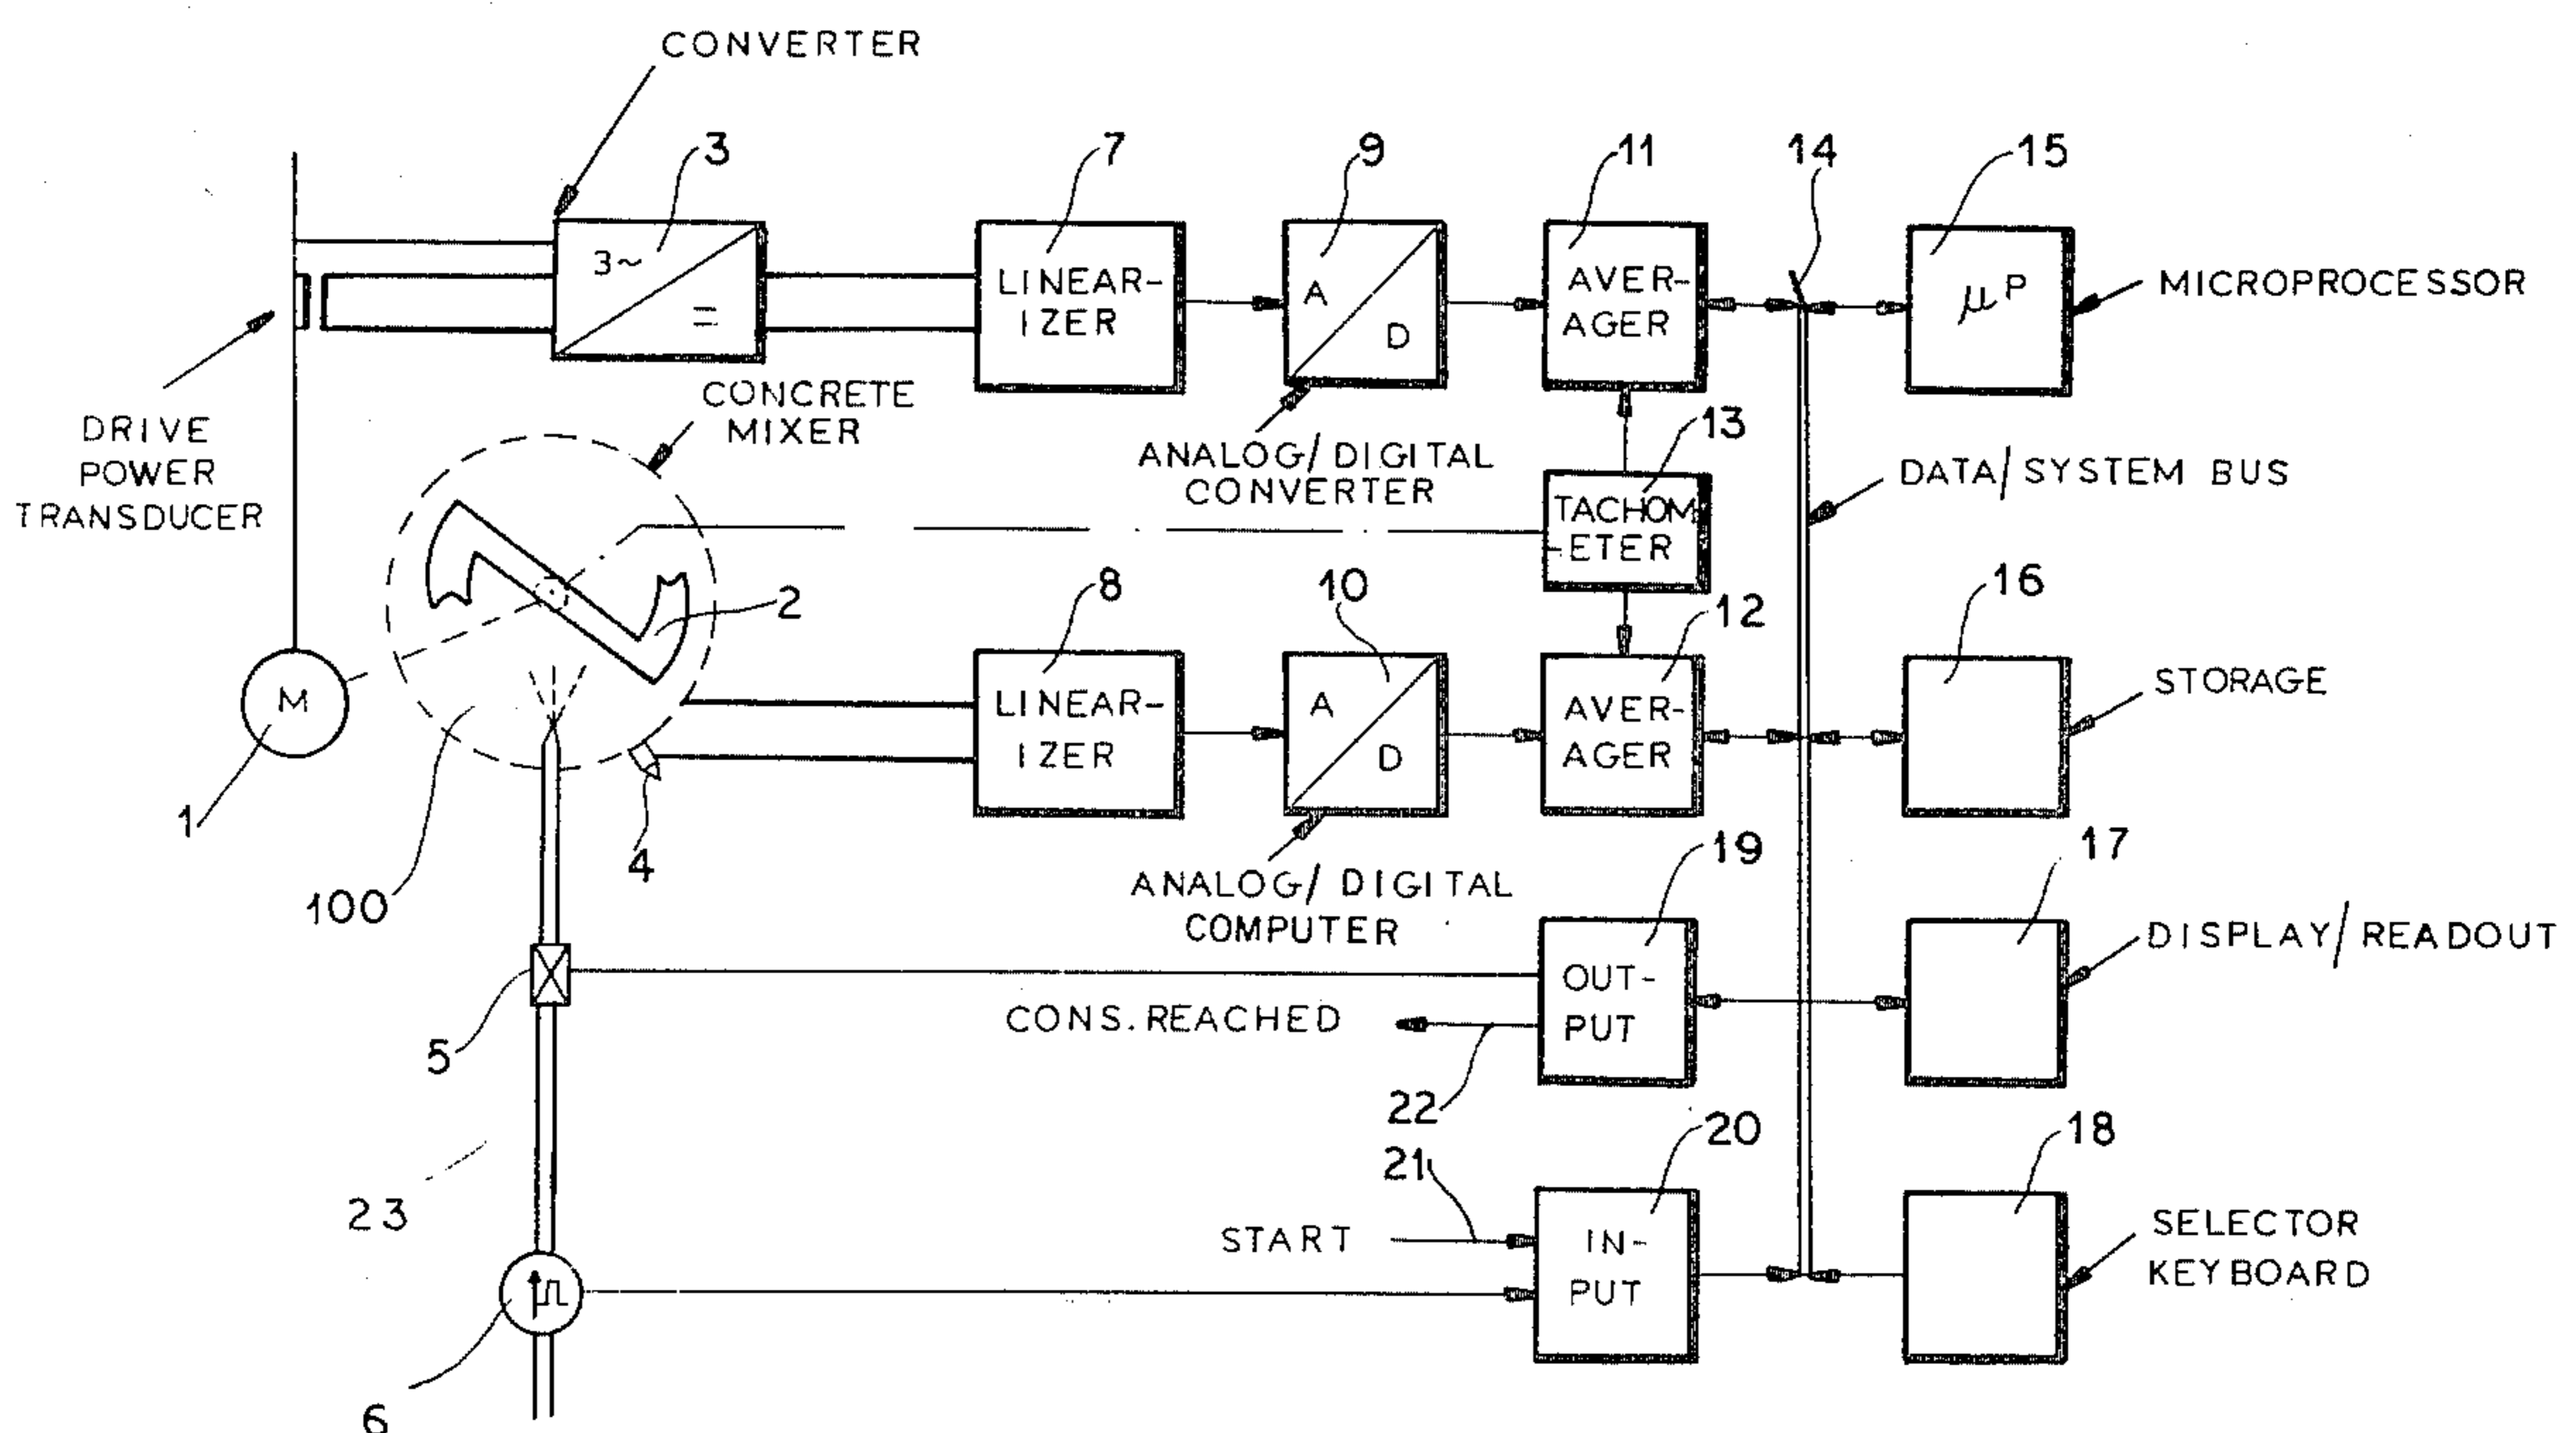 CONVERTER
3
7
9
11
14
15
3~
=
LINEAR-
IZER
A
D
AVER-
AGER
μP
MICROPROCESSOR
DRIVE
POWER
TRANSDUCER
CONCRETE
MIXER
ANALOG/DIGITAL
CONVERTER
13
TACHOM
-ETER
DATA/SYSTEM BUS
2
8
10
12
16
M
1
LINEAR-
IZER
A
D
AVER-
AGER
STORAGE
100
4
ANALOG/DIGITAL
COMPUTER
19
17
5
OUT-
PUT
DISPLAY/READOUT
CONS.REACHED
22
21
20
18
23
START
IN-
PUT
SELECTOR
KEYBOARD
6